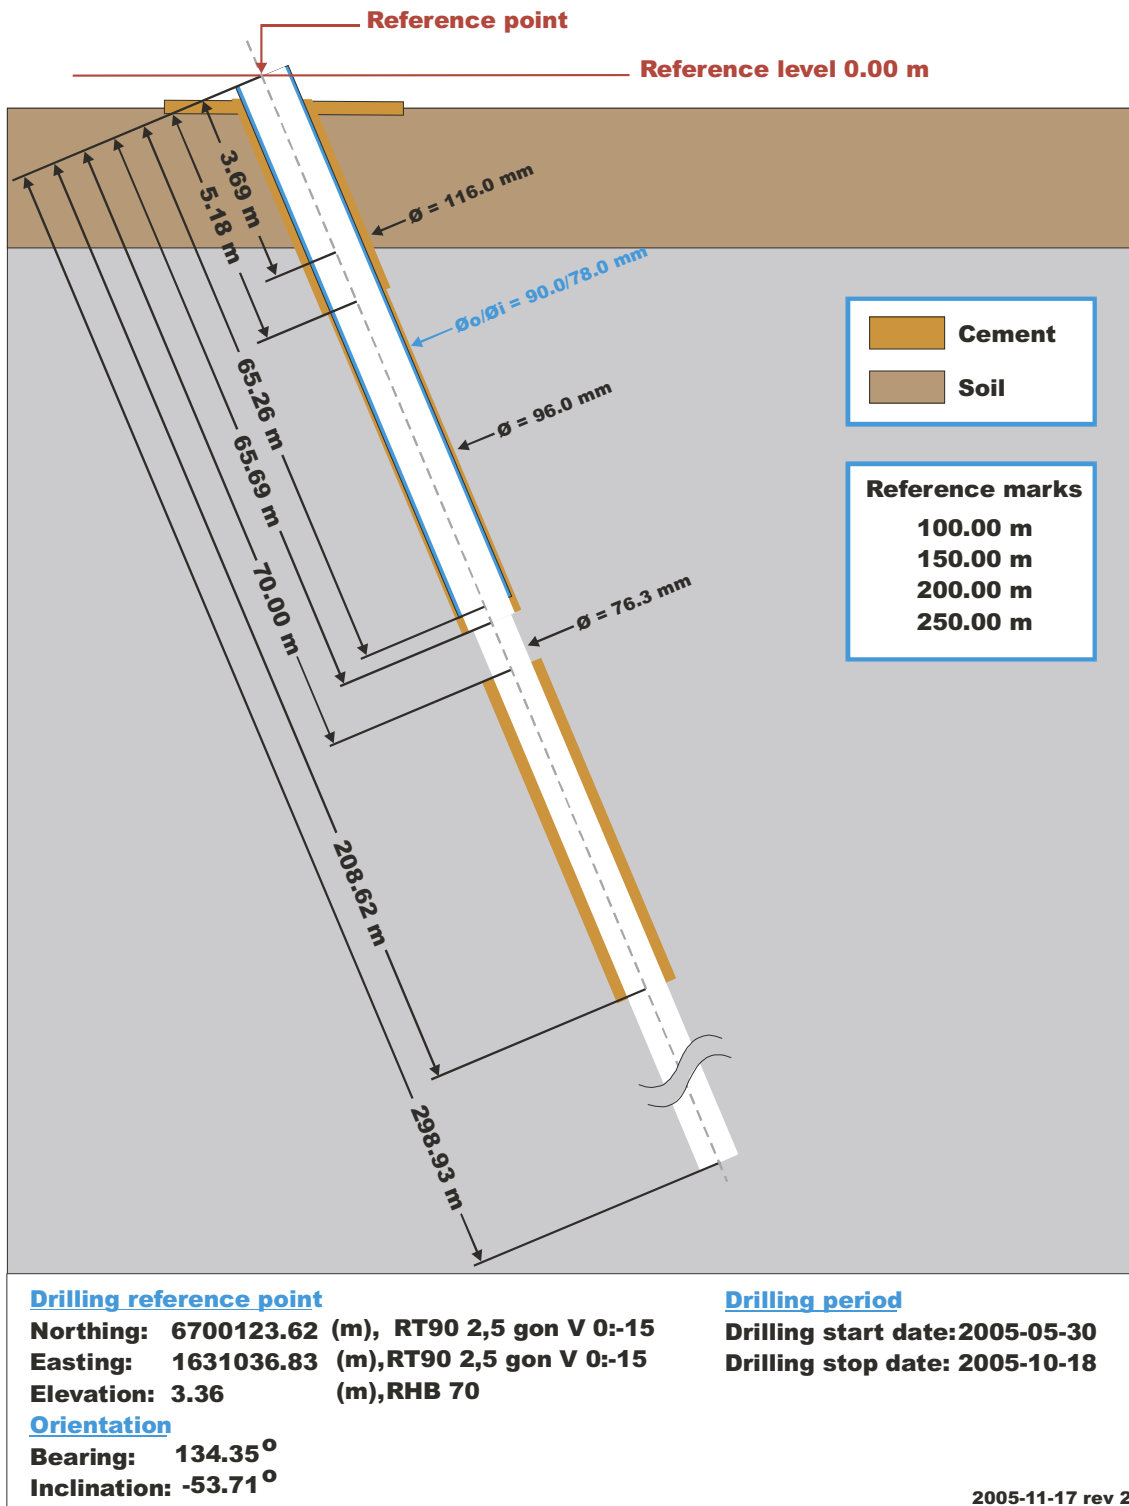 Reference point
Reference level 0.00 m
3.69 m
5.18 m
Ø = 116.0 mm
Øo/Øi = 90.0/78.0 mm
65.26 m
65.69 m
70.00 m
Ø = 96.0 mm
Ø = 76.3 mm
208.62 m
298.93 m
Cement
Soil
Reference marks
100.00 m
150.00 m
200.00 m
250.00 m
Drilling reference point
Northing: 6700123.62 (m), RT90 2,5 gon V 0:-15
Easting: 1631036.83 (m),RT90 2,5 gon V 0:-15
Elevation: 3.36 (m),RHB 70
Orientation
Bearing: 134.35°
Inclination: -53.71°
Drilling period
Drilling start date: 2005-05-30
Drilling stop date: 2005-10-18
2005-11-17 rev 2